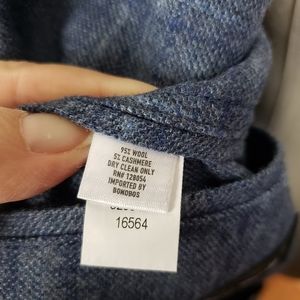 95% WOOL
5% CASHMERE
DRY CLEAN ONLY
RN# 128054
IMPORTED BY
BONOBOS
16564